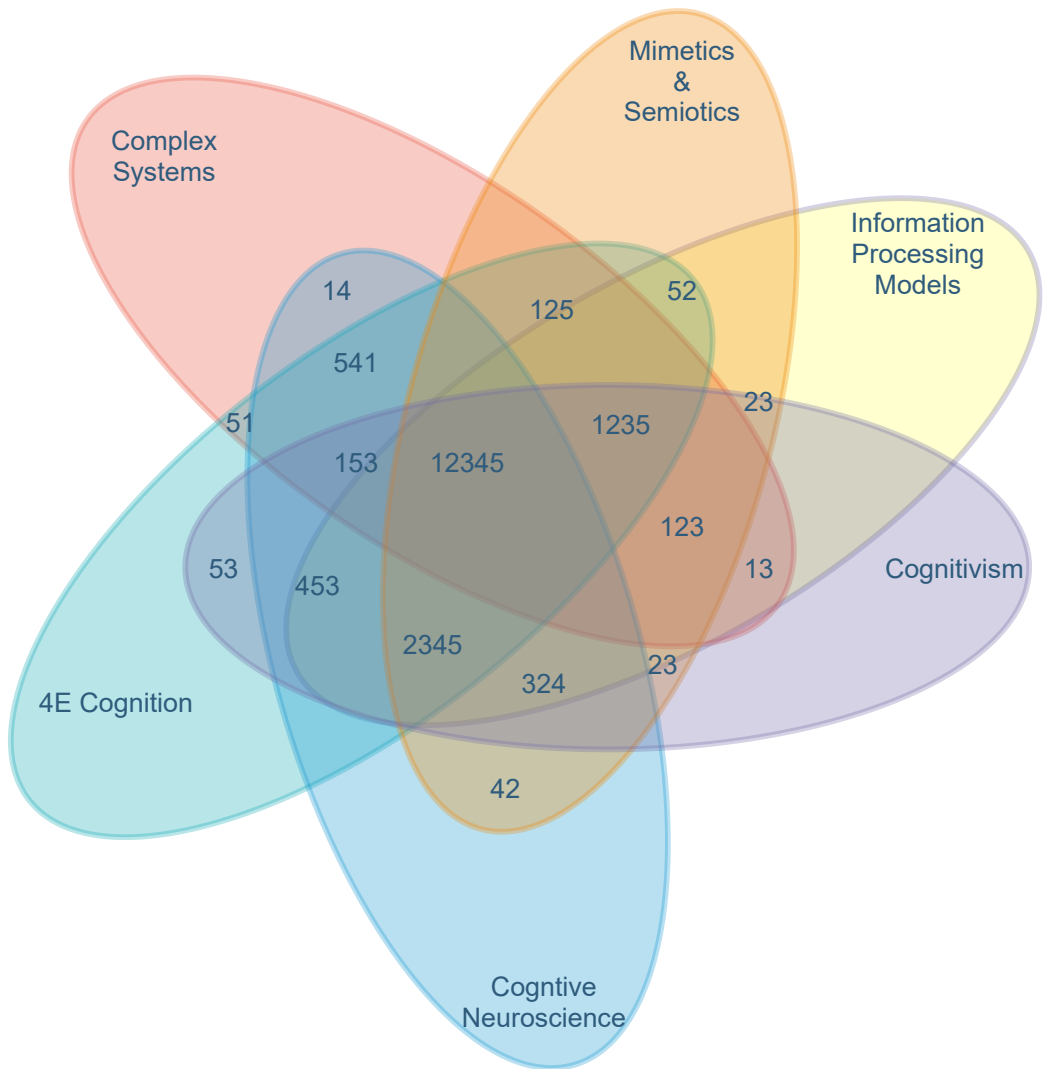 Mimetics
&
Semiotics
Complex
Systems
Information
Processing
Models
14
125
52
541
51
1235
23
153
12345
123
53
453
13
Cognitivism
2345
324
23
4E Cognition
42
Cogntive
Neuroscience